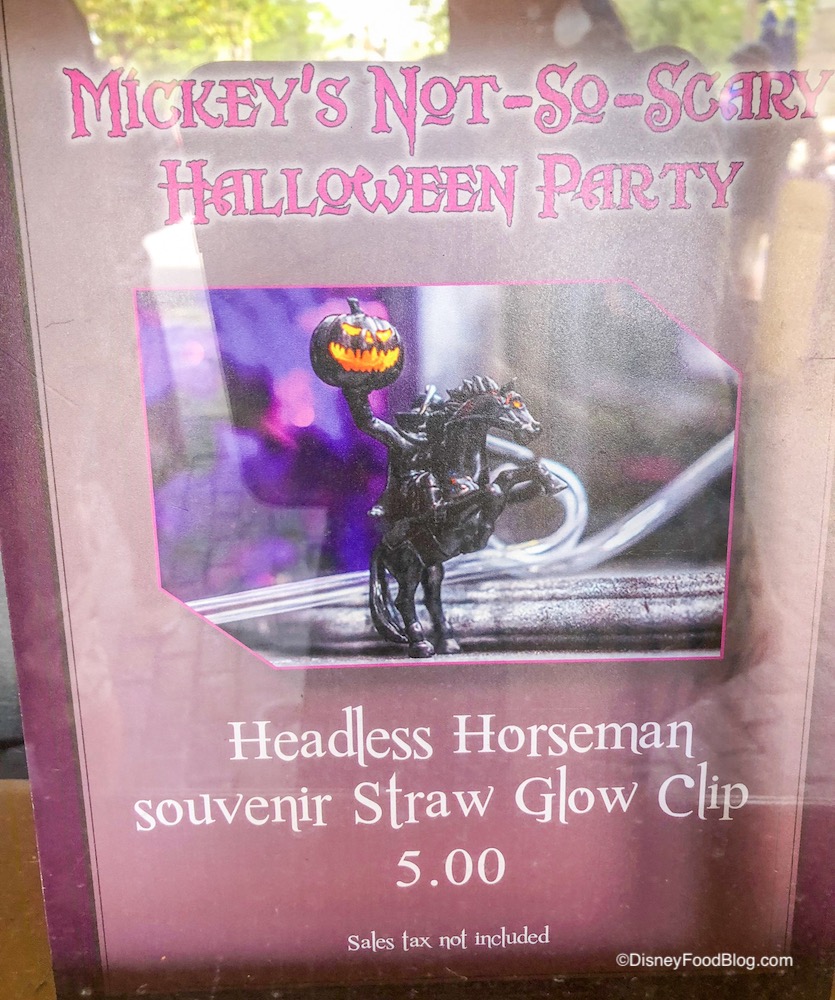 Mickey's Not-So-Scary
Halloween Party
Headless Horseman
souvenir Straw Glow Clip
5.00
Sales tax not included
©DisneyFoodBlog.com